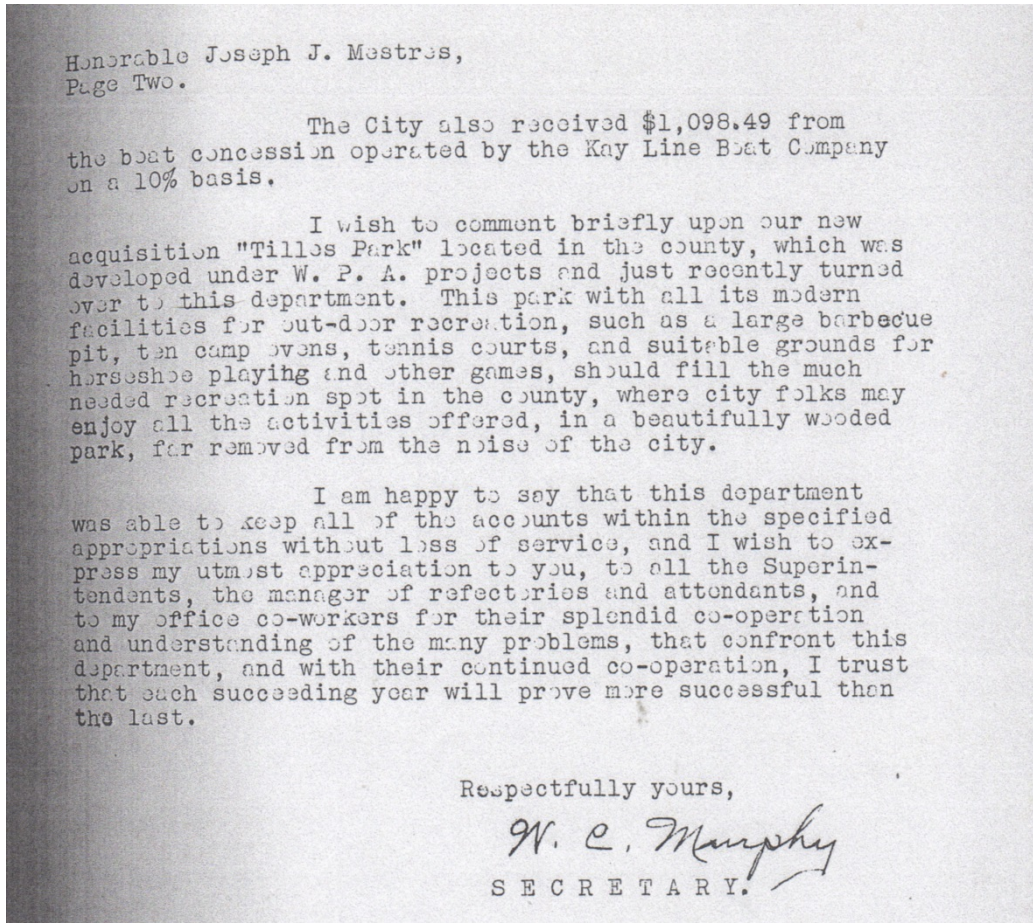 Honorable Joseph J. Mestres,
Page Two.
The City also received $1,098.49 from
the boat concession operated by the Kay Line Boat Company
on a 10% basis.
I wish to comment briefly upon our new
acquisition "Tilles Park" located in the county, which was
developed under W. P. A. projects and just recently turned
over to this department. This park with all its modern
facilities for out-door recreation, such as a large barbecue
pit, ten camp ovens, tennis courts, and suitable grounds for
horseshoe playing and other games, should fill the much
needed recreation spot in the county, where city folks may
enjoy all the activities offered, in a beautifully wooded
park, far removed from the noise of the city.
I am happy to say that this department
was able to keep all of the accounts within the specified
appropriations without loss of service, and I wish to ex-
press my utmost appreciation to you, to all the Superin-
tendents, the manager of refectories and attendants, and
to my office co-workers for their splendid co-operation
and understanding of the many problems, that confront this
department, and with their continued co-operation, I trust
that each succeeding year will prove more successful than
the last.
Respectfully yours,
W. C. Murphy
SECRETARY.